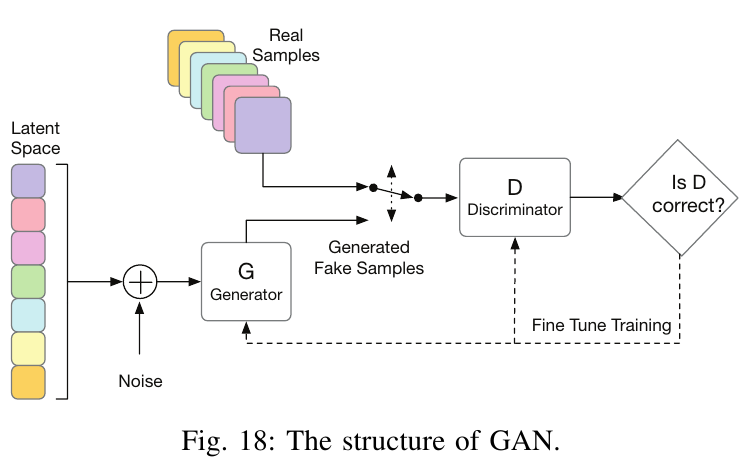 Real
Samples
Latent
Space
D
Discriminator
Is D
correct?
Generated
Fake Samples
G
Generator
Fine Tune Training
Noise
Fig. 18: The structure of GAN.